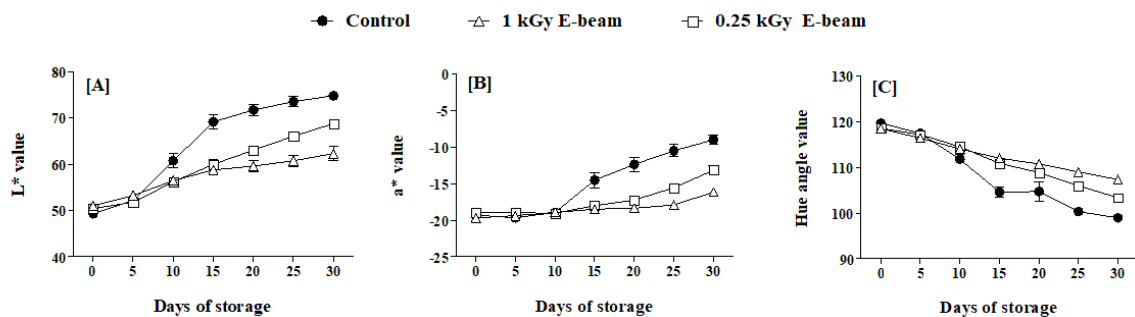 Control 1 kGy E-beam 0.25 kGy E-beam
[A]
L* value
80
70
60
50
40
0 5 10 15 20 25 30
Days of storage
[B]
a* value
0
-5
-10
-15
-20
-25
0 5 10 15 20 25 30
Days of storage
[C]
Hue angle value
130
120
110
100
90
0 5 10 15 20 25 30
Days of storage